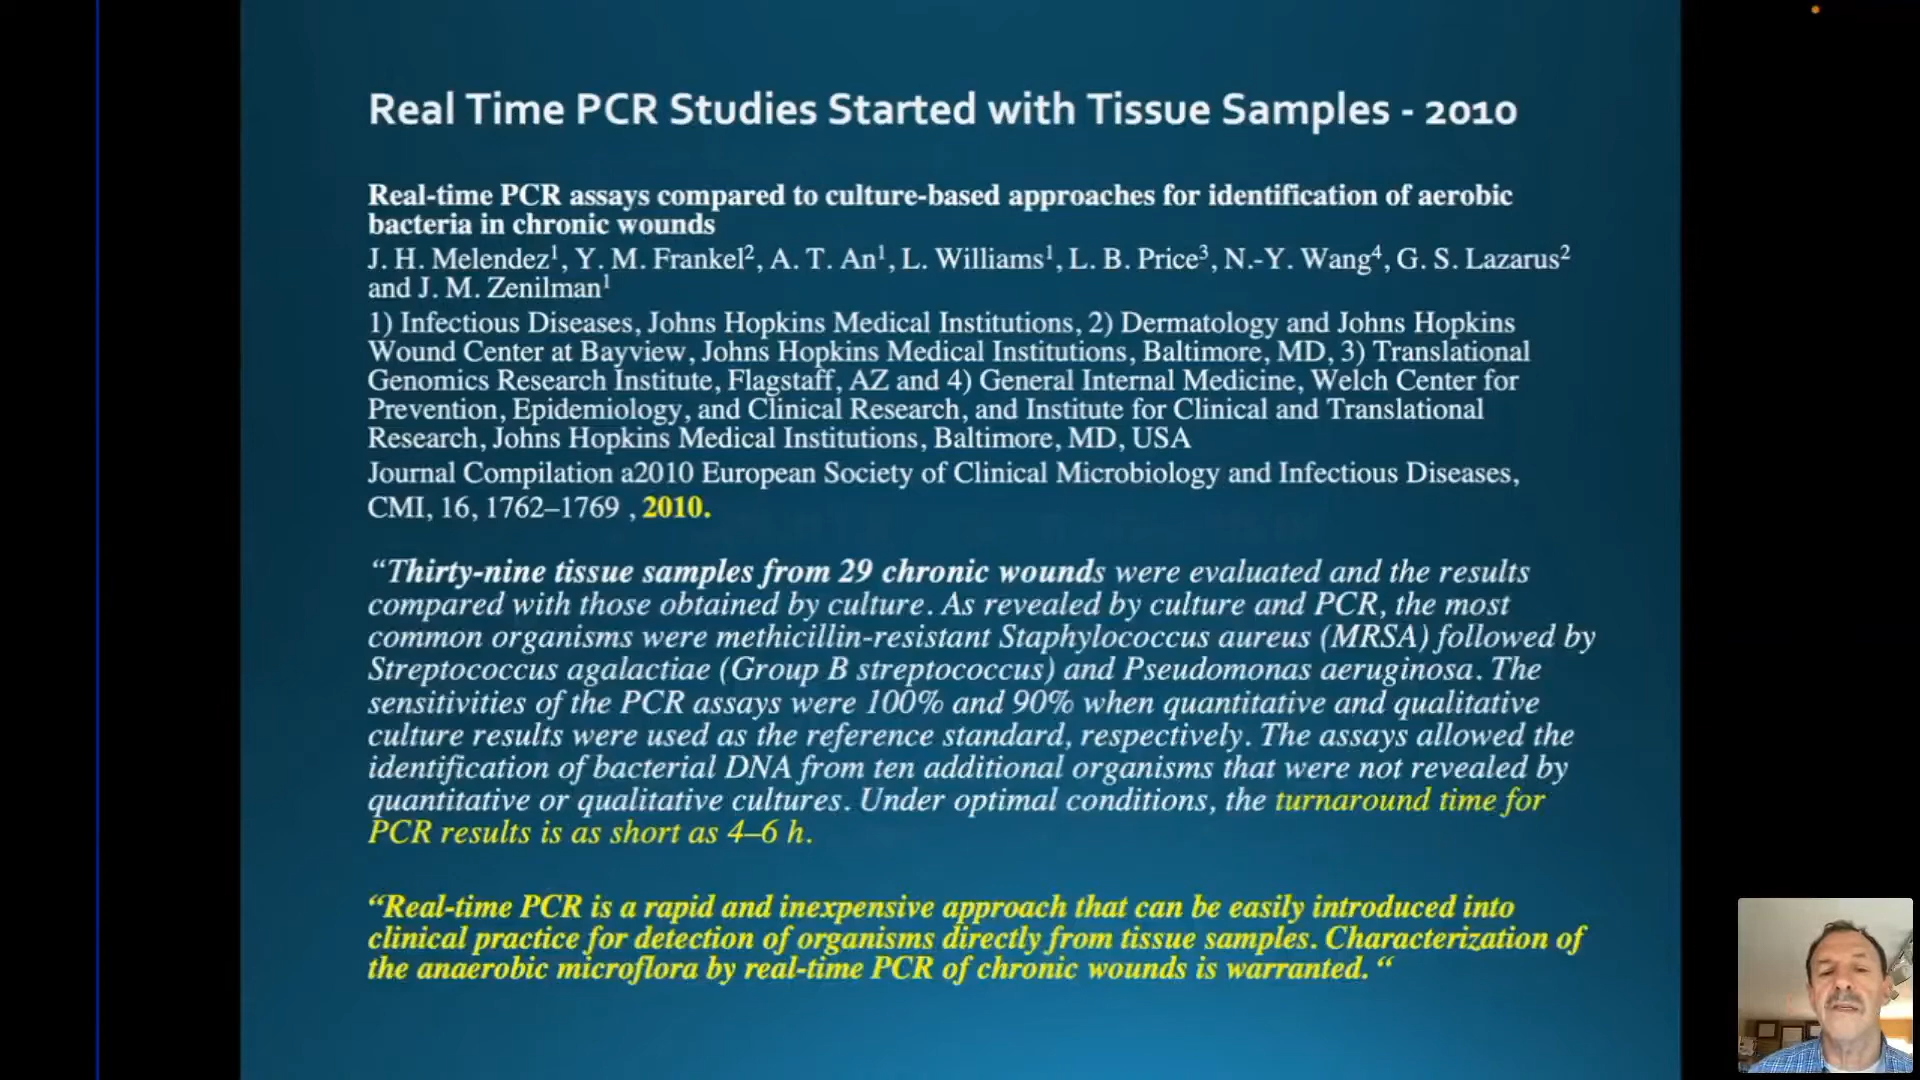 Real Time PCR Studies Started with Tissue Samples - 2010
Real-time PCR assays compared to culture-based approaches for identification of aerobic
bacteria in chronic wounds
J. H. Melendez¹, Y. M. Frankel², A. T. An¹, L. Williams¹, L. B. Price³, N.-Y. Wang⁴, G. S. Lazarus²
and J. M. Zenilman¹
1) Infectious Diseases, Johns Hopkins Medical Institutions, 2) Dermatology and Johns Hopkins
Wound Center at Bayview, Johns Hopkins Medical Institutions, Baltimore, MD, 3) Translational
Genomics Research Institute, Flagstaff, AZ and 4) General Internal Medicine, Welch Center for
Prevention, Epidemiology, and Clinical Research, and Institute for Clinical and Translational
Research, Johns Hopkins Medical Institutions, Baltimore, MD, USA
Journal Compilation a2010 European Society of Clinical Microbiology and Infectious Diseases,
CMI, 16, 1762–1769 , 2010.
“Thirty-nine tissue samples from 29 chronic wounds were evaluated and the results
compared with those obtained by culture. As revealed by culture and PCR, the most
common organisms were methicillin-resistant Staphylococcus aureus (MRSA) followed by
Streptococcus agalactiae (Group B streptococcus) and Pseudomonas aeruginosa. The
sensitivities of the PCR assays were 100% and 90% when quantitative and qualitative
culture results were used as the reference standard, respectively. The assays allowed the
identification of bacterial DNA from ten additional organisms that were not revealed by
quantitative or qualitative cultures. Under optimal conditions, the turnaround time for
PCR results is as short as 4–6 h.
“Real-time PCR is a rapid and inexpensive approach that can be easily introduced into
clinical practice for detection of organisms directly from tissue samples. Characterization of
the anaerobic microflora by real-time PCR of chronic wounds is warranted. “